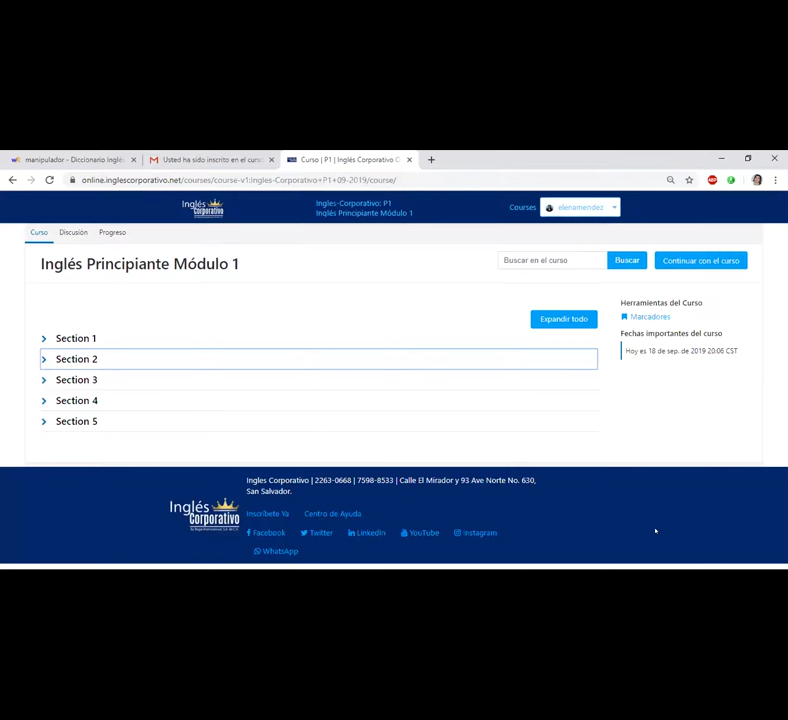 manipulador - Diccionario Inglés
Usted ha sido inscrito en el curso
Curso | P1 | Inglés Corporativo O
online.inglescorporativo.net/courses/course-v1:Ingles-Corporativo+P1+09-2019/course/
Inglés
Corporativo
Ingles-Corporativo: P1
Inglés Principiante Módulo 1
Courses
elenamendez
Curso
Discusión
Progreso
Inglés Principiante Módulo 1
Buscar en el curso
Buscar
Continuar con el curso
Expandir todo
Section 1
Section 2
Section 3
Section 4
Section 5
Herramientas del Curso
Marcadores
Fechas importantes del curso
Hoy es 18 de sep. de 2019 20:06 CST
Inglés
Corporativo
Ingles Corporativo | 2263-0668 | 7598-8533 | Calle El Mirador y 93 Ave Norte No. 630,
San Salvador.
Inscríbete Ya
Centro de Ayuda
Facebook
Twitter
LinkedIn
YouTube
Instagram
WhatsApp